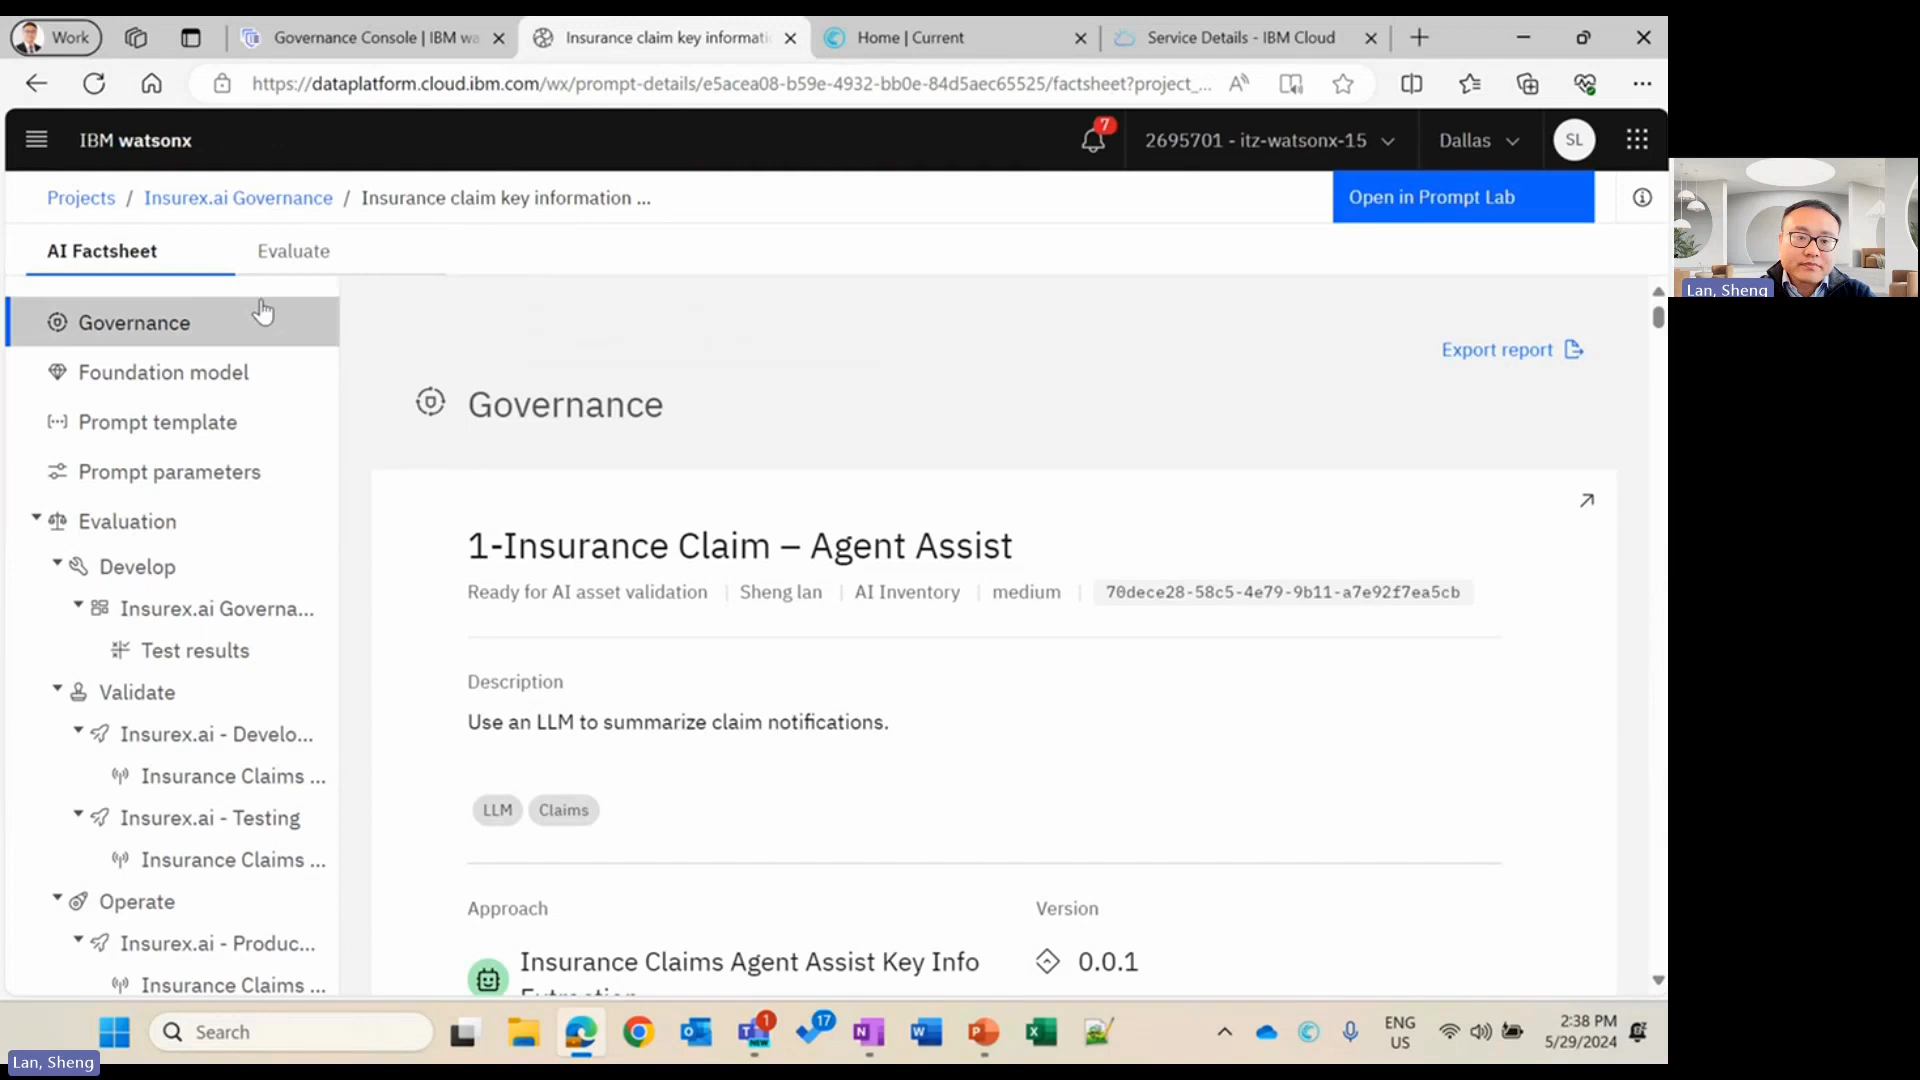 Work
Governance Console | IBM wa
Insurance claim key informati
Home | Current
Service Details - IBM Cloud
https://dataplatform.cloud.ibm.com/wx/prompt-details/e5acea08-b59e-4932-bb0e-84d5aec65525/factsheet?project_...
IBM watsonx
7
2695701 - itz-watsonx-15
Dallas
SL
Projects / Insurex.ai Governance / Insurance claim key information ...
Open in Prompt Lab
AI Factsheet
Evaluate
Governance
Foundation model
Prompt template
Prompt parameters
Evaluation
Develop
Insurex.ai Governa...
Test results
Validate
Insurex.ai - Develo...
Insurance Claims ...
Insurex.ai - Testing
Insurance Claims ...
Operate
Insurex.ai - Produc...
Insurance Claims ...
Export report
Governance
1-Insurance Claim – Agent Assist
Ready for AI asset validation | Sheng lan | AI Inventory | medium | 70dece28-58c5-4e79-9b11-a7e92f7ea5cb
Description
Use an LLM to summarize claim notifications.
LLM
Claims
Approach
Version
Insurance Claims Agent Assist Key Info
Extraction
0.0.1
Lan, Sheng
Search
1
NEW
17
ENG
US
2:38 PM
5/29/2024
Lan, Sheng